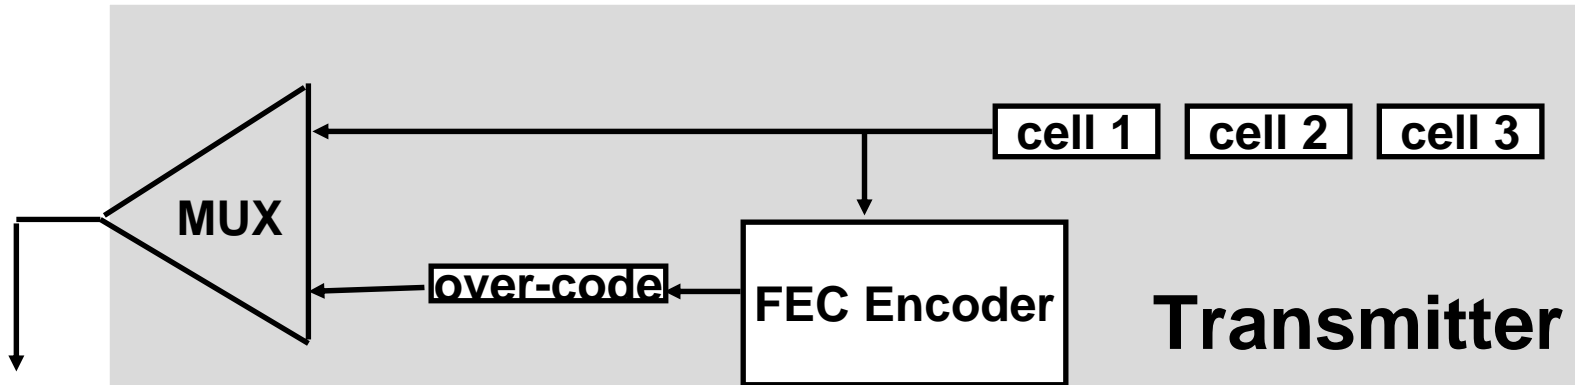 cell 1 cell 2 cell 3
MUX
over-code
FEC Encoder
Transmitter